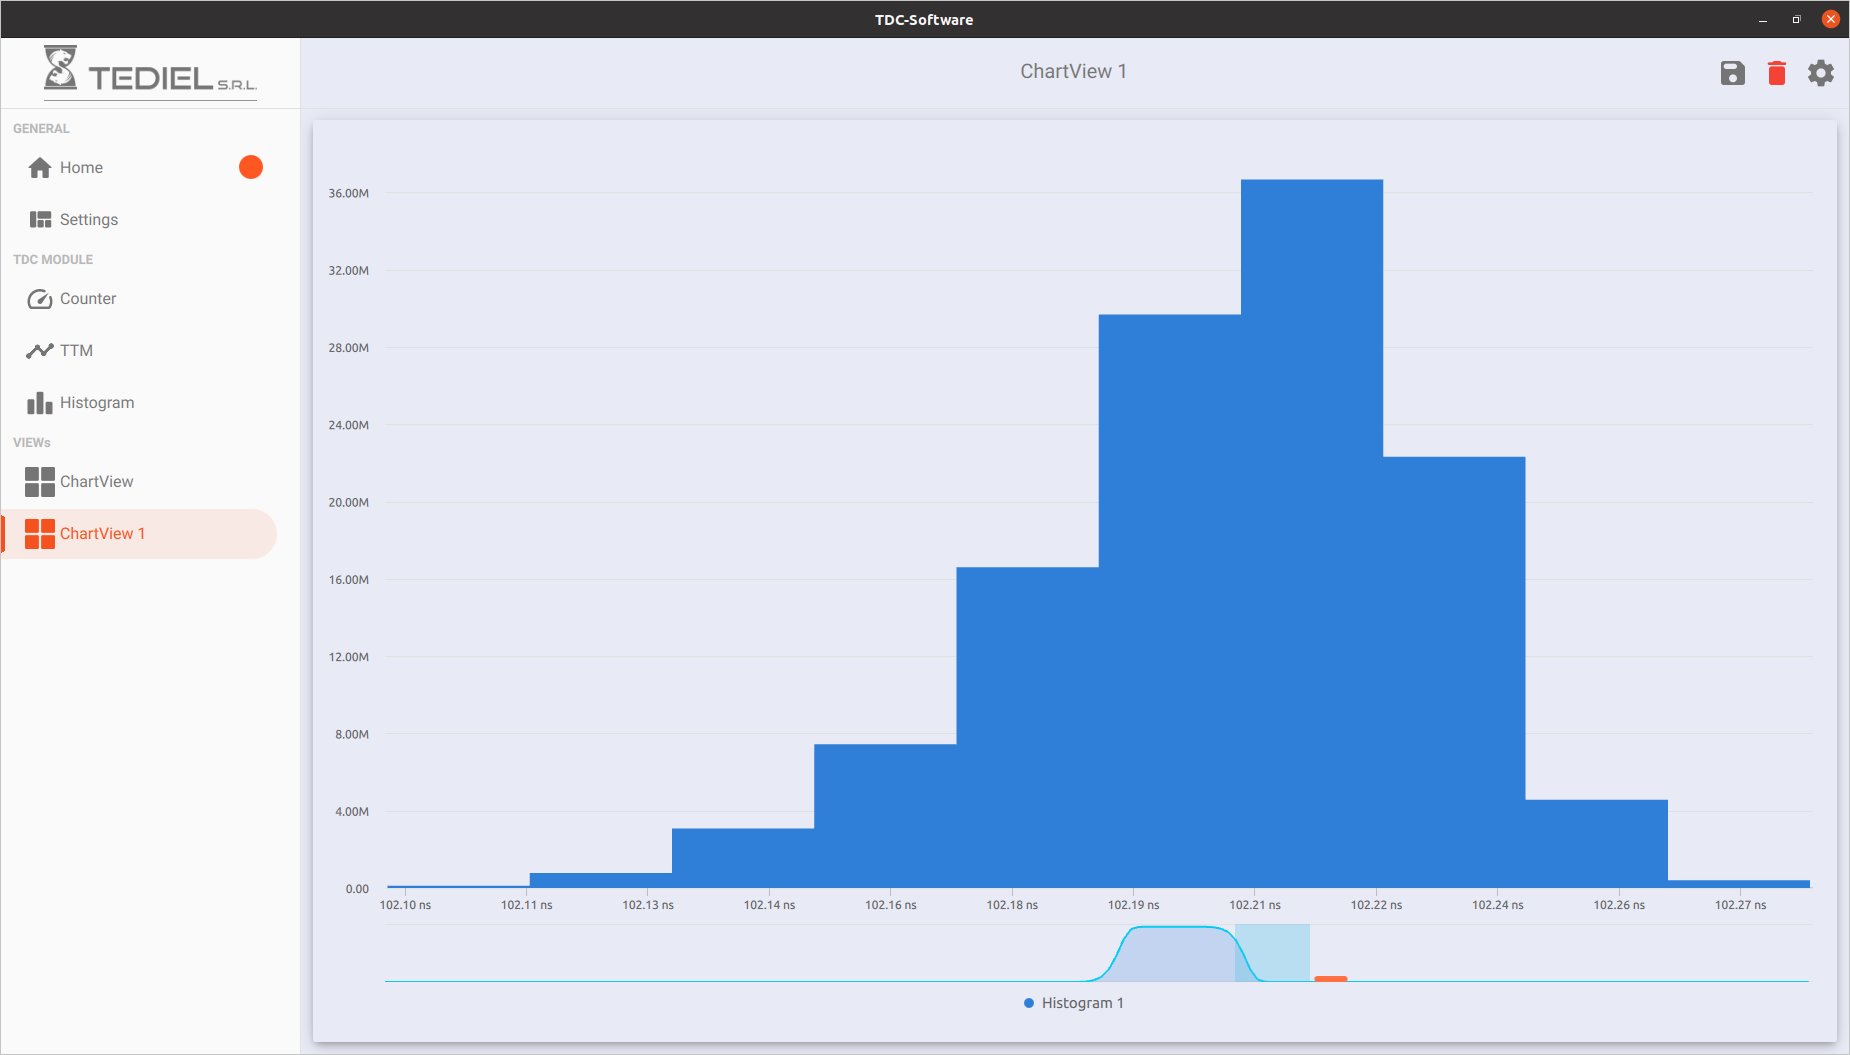 TDC-Software
TEDIEL S.R.L.
ChartView 1
GENERAL
Home
Settings
TDC MODULE
Counter
TTM
Histogram
VIEWs
ChartView
ChartView 1
36.00M
32.00M
28.00M
24.00M
20.00M
16.00M
12.00M
8.00M
4.00M
0.00
102.10 ns 102.11 ns 102.13 ns 102.14 ns 102.16 ns 102.18 ns 102.19 ns 102.21 ns 102.22 ns 102.24 ns 102.26 ns 102.27 ns
Histogram 1